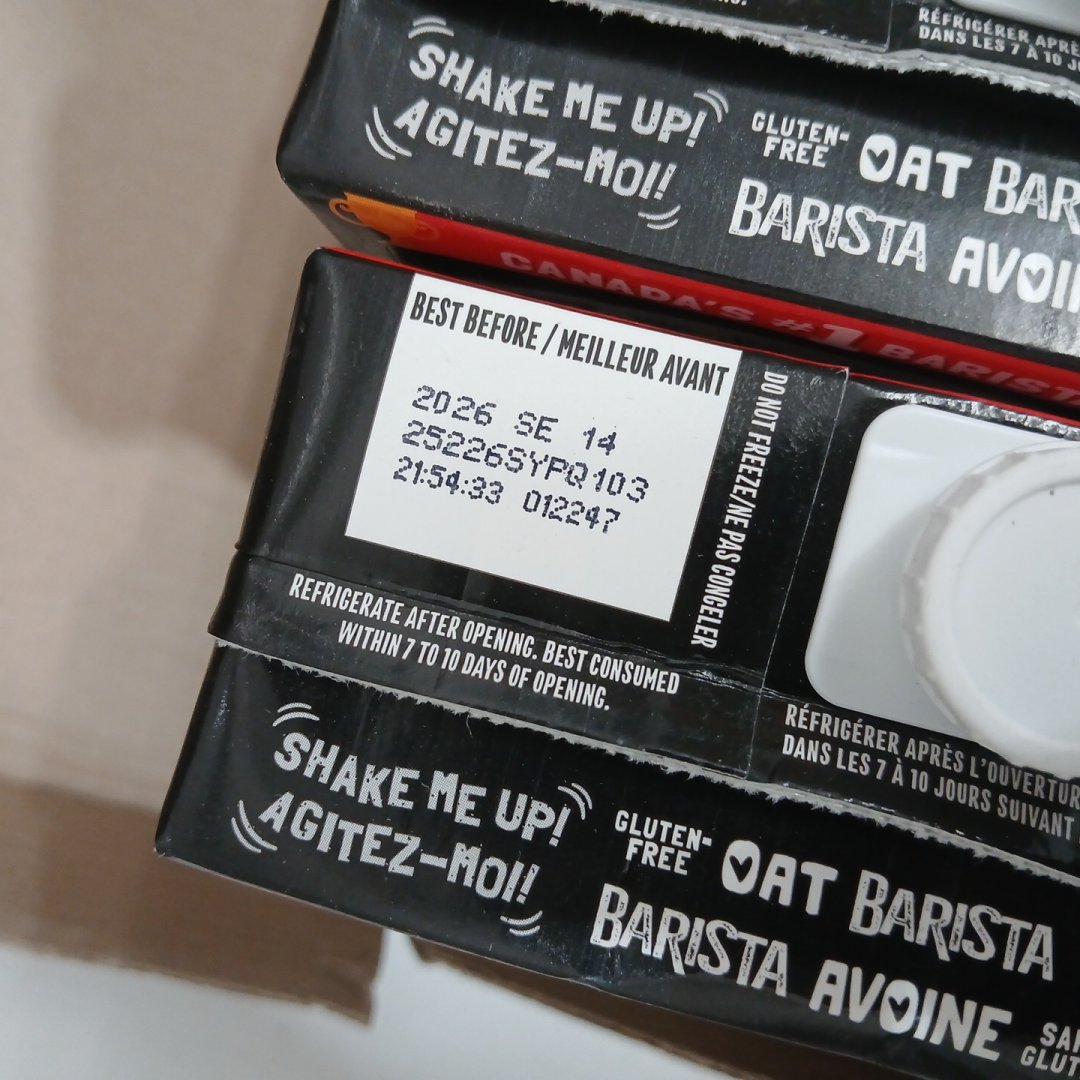 RÉFRIGÉRER APRÈS
DANS LES 7 À 10
SHAKE ME UP!
AGITEZ-MOI!
GLUTEN-
FREE
OAT BAR
BARISTA AVOI
CANADA'S #1 BARISTA
BEST BEFORE / MEILLEUR AVANT
2026 SE 14
25226SYPQ103
21:54:33 012247
DO NOT FREEZE/NE PAS CONGELER
REFRIGERATE AFTER OPENING. BEST CONSUMED
WITHIN 7 TO 10 DAYS OF OPENING.
RÉFRIGÉRER APRÈS L'OUVERTUR
DANS LES 7 À 10 JOURS SUIVANT
SHAKE ME UP!
AGITEZ-MOI!
GLUTEN-
FREE
OAT BARISTA
BARISTA AVOINE
SA
GLUT